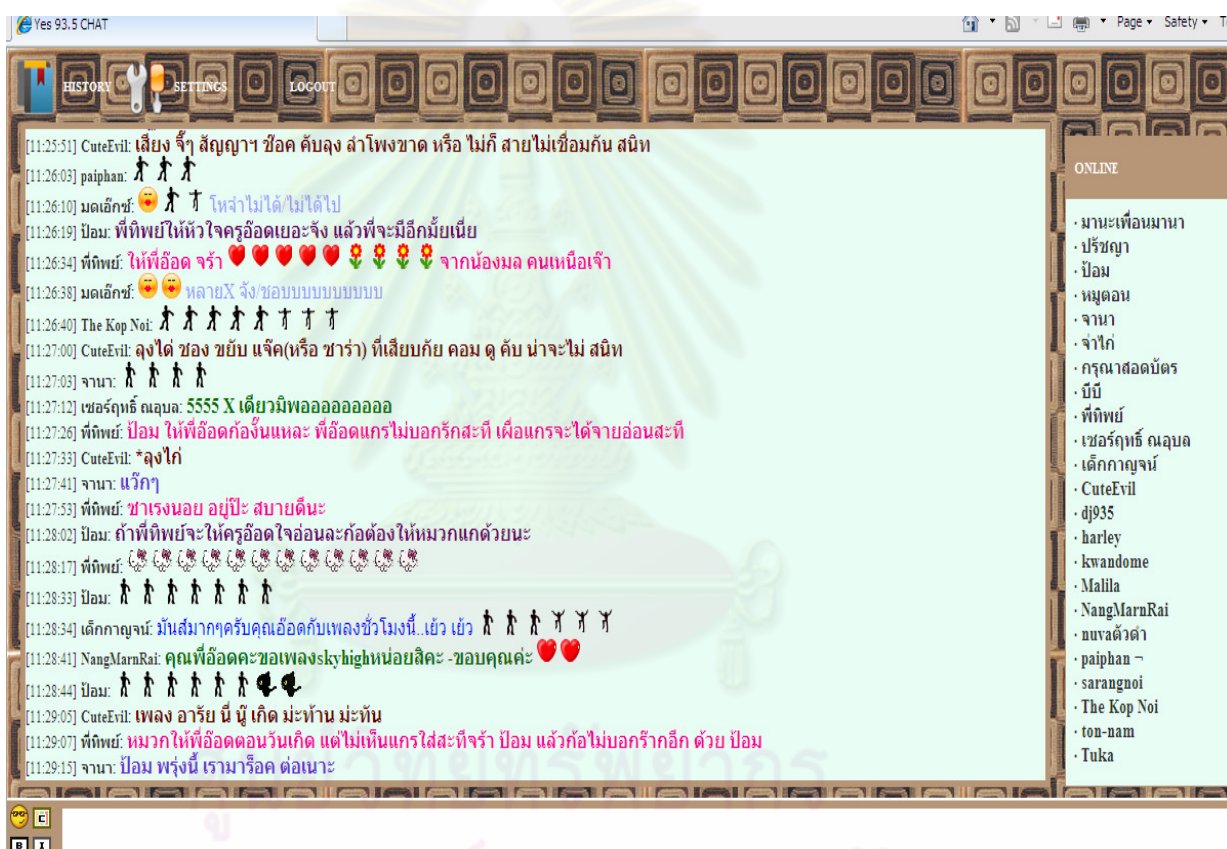 Yes 93.5 CHAT
Page Safety
HISTORY SETTINGS LOGOUT
[11:25:51] CuteEvil: เสียง จี๊ๆ สัญญาฯ ช๊อค คับลุง ลำโพงขาด หรือ ไม่ก็ สายไม่เชื่อมกัน สนิท
[11:26:03] paiphan:
[11:26:10] มดเอ๊กซ์: โหจ่าไม่ได้/ไม่ได้ไป
[11:26:19] ป้อม: พี่ทิพย์ให้หัวใจครูอ๊อดเยอะจัง แล้วพี่จะมีอีกมั้ยเนี่ย
[11:26:34] พี่ทิพย์: ให้พี่อ๊อด จร้า จากน้องมล คนเหนือเจ๊า
[11:26:38] มดเอ๊กซ์: หลายX จัง/ชอบบบบบบบบบบ
[11:26:40] The Kop Noi:
[11:27:00] CuteEvil: ลุงได่ ซอง ขยับ แจ๊ค(หรือ ซาร่า) ที่เสียบกัย คอม ดู คับ น่าจะไม่ สนิท
[11:27:03] จานา:
[11:27:12] เซอร์ฤทธิ์ ณอุบล: 5555 X เดียวมิพอออออออออ
[11:27:26] พี่ทิพย์: ป้อม ให้พี่อ๊อดก้องั้นแหละ พี่อ๊อดแกรไม่บอกรักสะที เผื่อแกรจะได้จายอ่อนสะที
[11:27:33] CuteEvil: *ลุงไก่
[11:27:41] จานา: แว๊กๆ
[11:27:53] พี่ทิพย์: ซาเรงนอย อยู่ป๊ะ สบายดีนะ
[11:28:02] ป้อม: ถ้าพี่ทิพย์จะให้ครูอ๊อดใจอ่อนละก้อต้องให้หมวกแกด้วยนะ
[11:28:17] พี่ทิพย์:
[11:28:33] ป้อม:
[11:28:34] เด็กกาญจน์: มันส์มากๆครับคุณอ๊อดกับเพลงชั่วโมงนี้..เย้ว เย้ว
[11:28:41] NangMarnRai: คุณพี่อ๊อดคะขอเพลงskyhighหน่อยสิคะ -ขอบคุณค่ะ
[11:28:44] ป้อม:
[11:29:05] CuteEvil: เพลง อารัย นี่ นู๋ เกิด ม่ะท้าน ม่ะทัน
[11:29:07] พี่ทิพย์: หมวกให้พี่อ๊อดตอนวันเกิด แต่ไม่เห็นแกรใส่สะทีจร้า ป้อม แล้วก้อไม่บอกร๊ากอีก ด้วย ป้อม
[11:29:15] จานา: ป้อม พรุ่งนี้ เรามาร็อค ต่อเนาะ
ONLINE
· มานะเพื่อนมานา
· ปรัชญา
· ป้อม
· หมูตอน
· จานา
· จ่าไก่
· กรุณาสอดบัตร
· บีบี
· พี่ทิพย์
· เซอร์ฤทธิ์ ณอุบล
· เด็กกาญจน์
· CuteEvil
· dj935
· harley
· kwandome
· Malila
· NangMarnRai
· nuvaตัวดำ
· paiphan ¬
· sarangnoi
· The Kop Noi
· ton-nam
· Tuka